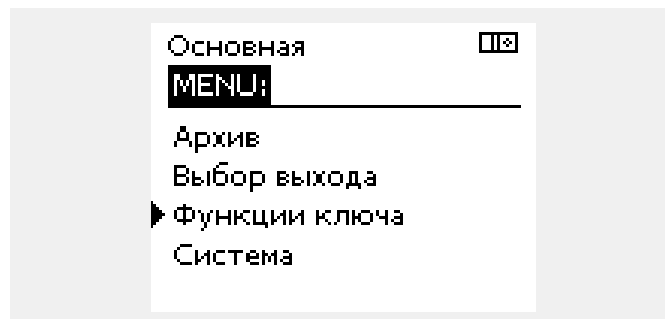 Основная
MENU:
Архив
Выбор выхода
Функции ключа
Система